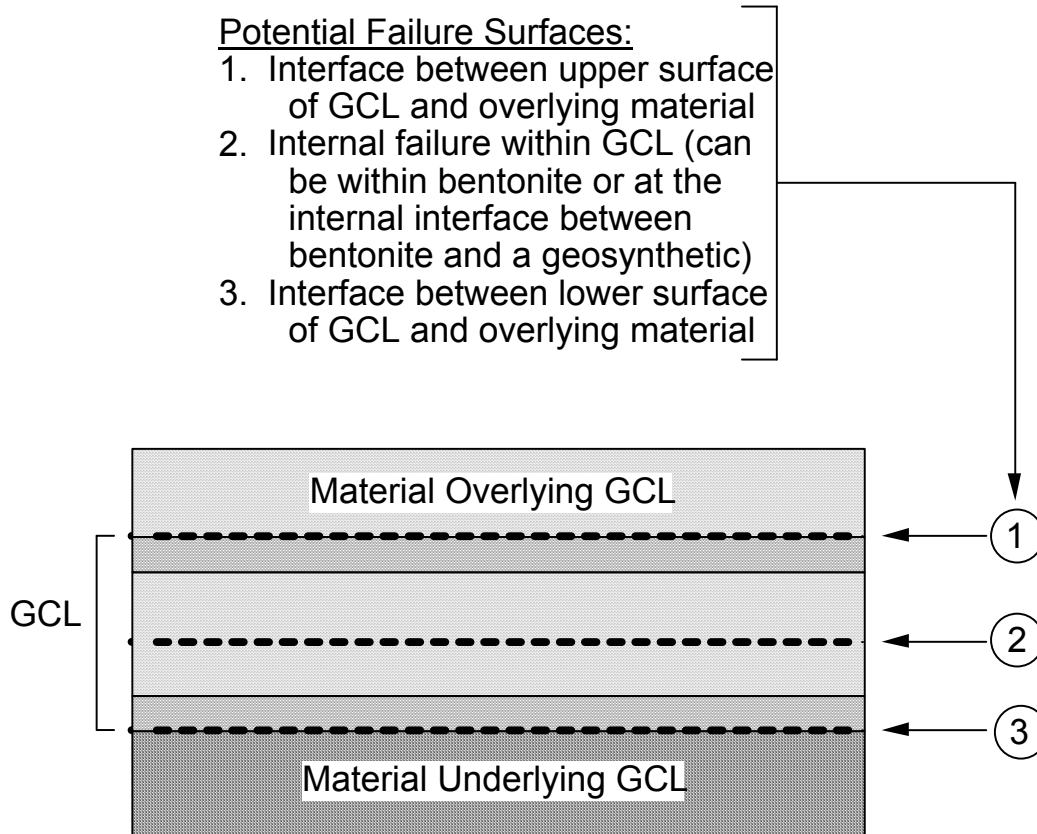 Potential Failure Surfaces:
1. Interface between upper surface
of GCL and overlying material
2. Internal failure within GCL (can
be within bentonite or at the
internal interface between
bentonite and a geosynthetic)
3. Interface between lower surface
of GCL and overlying material
Material Overlying GCL
1
GCL
2
3
Material Underlying GCL